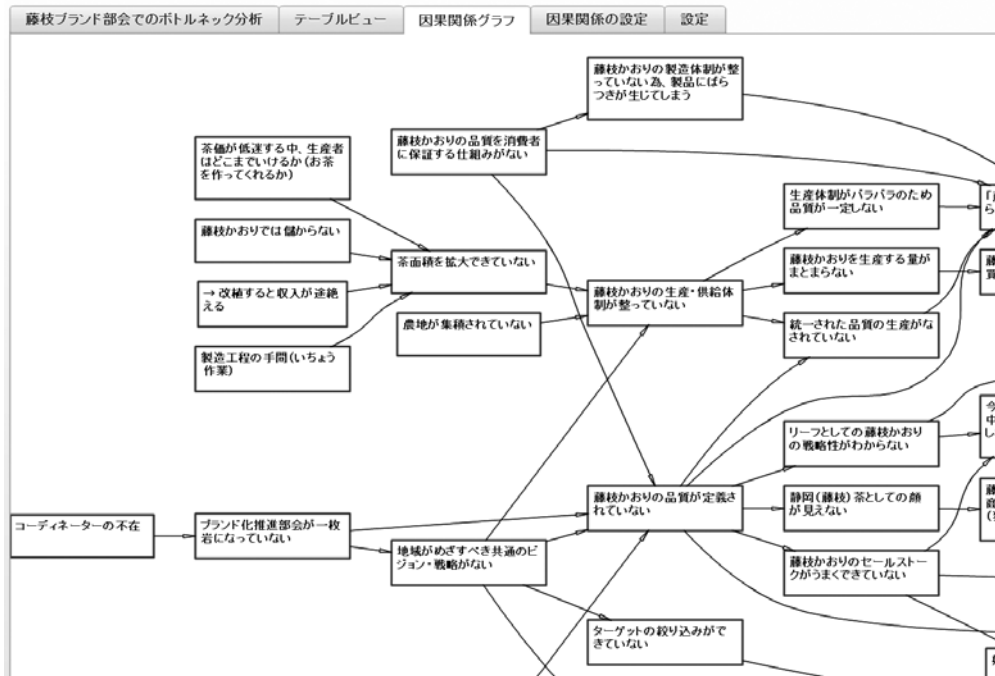 藤枝ブランド部会でのボトルネック分析
テーブルビュー
因果関係グラフ
因果関係の設定
設定
藤枝かおりの製造体制が整
っていない為、製品にばら
つきが生じてしまう
藤枝かおりの品質を消費者
に保証する仕組みがない
茶価が低迷する中、生産者
はどこまでいけるか(お茶
を作ってくれるか)
藤枝かおりでは儲からない
→改植すると収入が途絶
える
製造工程の手間(いちょう
作業)
茶面積を拡大できていない
農地が集積されていない
藤枝かおりの生産・供給体
制が整っていない
生産体制がバラバラのため
品質が一定しない
藤枝かおりを生産する量が
まとまらない
統一された品質の生産がな
されていない
リーフとしての藤枝かおり
の戦略性がわからない
藤枝かおりの品質が定義さ
れていない
静岡(藤枝)茶としての顔
が見えない
藤枝かおりのセールストー
クがうまくできていない
コーディネーターの不在
ブランド化推進部会が一枚
岩になっていない
地域がめざすべき共通のビ
ジョン・戦略がない
ターゲットの絞り込みがで
きていない